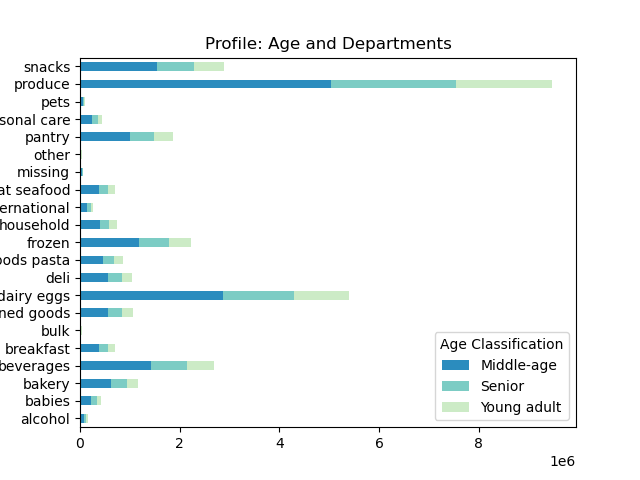 Profile: Age and Departments
snacks
produce
pets
sonal care
pantry
other
missing
at seafood
ernational
household
frozen
oods pasta
deli
dairy eggs
ned goods
bulk
breakfast
beverages
bakery
babies
alcohol
Age Classification
Middle-age
Senior
Young adult
0 2 4 6 8
1e6